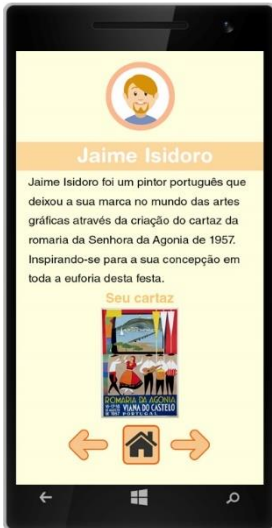 Jaime Isidoro
Jaime Isidoro foi um pintor português que
deixou a sua marca no mundo das artes
gráficas através da criação do cartaz da
romaria da Senhora da Agonia de 1957.
Inspirando-se para a sua concepção em
toda a euforia desta festa.
Seu cartaz
ROMARIA DA AGONIA
VIANA DO CASTELO
PORTUGAL